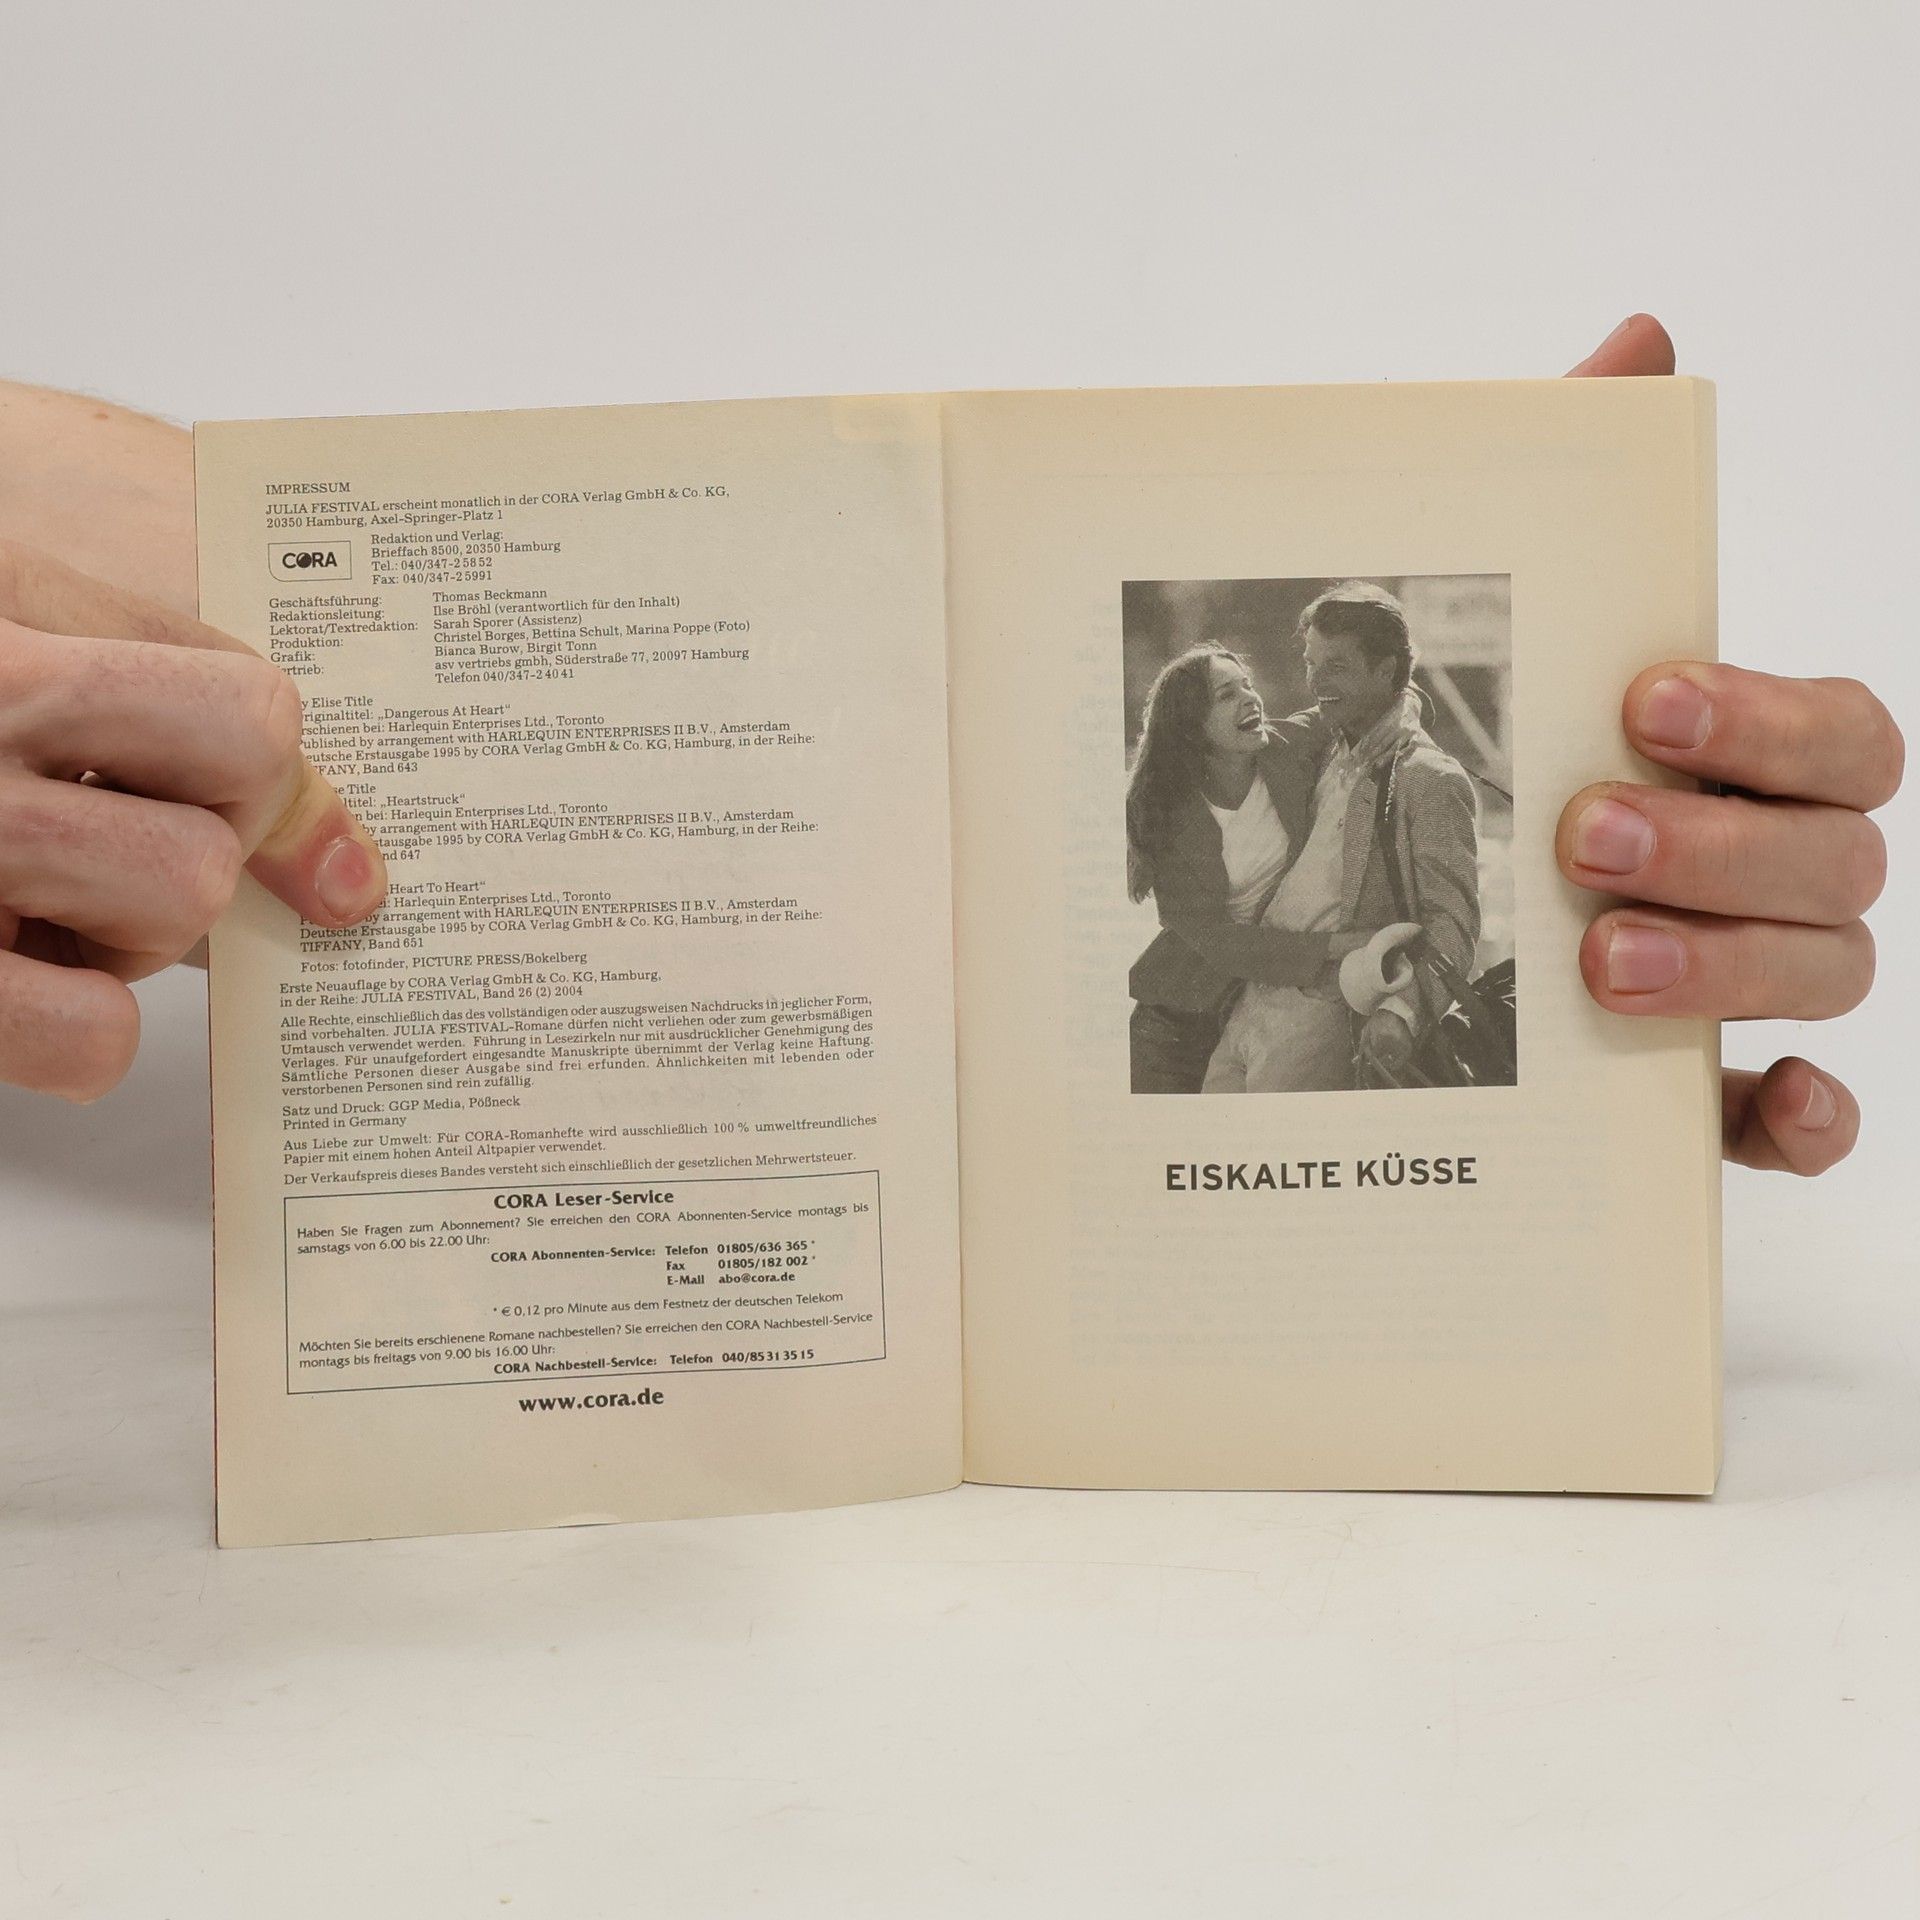 IMPRESSUM
JULIA FESTIVAL erscheint monatlich in der CORA Verlag GmbH & Co. KG,
20350 Hamburg, Axel-Springer-Platz 1
CORA
Redaktion und Verlag:
Brieffach 8500, 20350 Hamburg
Tel.: 040/347-25852
Fax: 040/347-25991
Geschäftsführung: Thomas Beckmann
Redaktionsleitung: Ilse Bröhl (verantwortlich für den Inhalt)
Lektorat/Textredaktion: Sarah Sporer (Assistenz)
Produktion: Christel Borges, Bettina Schult, Marina Poppe (Foto)
Grafik: Bianca Burow, Birgit Tonn
asv vertriebs gmbh, Süderstraße 77, 20097 Hamburg
Telefon 040/347-24041
Elise Title
„Dangerous At Heart“
bei: Harlequin Enterprises Ltd., Toronto
by arrangement with HARLEQUIN ENTERPRISES II B.V., Amsterdam
Erstausgabe 1995 by CORA Verlag GmbH & Co. KG, Hamburg, in der Reihe:
Band 643
Title
„Heartstruck“
bei: Harlequin Enterprises Ltd., Toronto
by arrangement with HARLEQUIN ENTERPRISES II B.V., Amsterdam
1995 by CORA Verlag GmbH & Co. KG, Hamburg, in der Reihe:
647
„Heart To Heart“
Harlequin Enterprises Ltd., Toronto
by arrangement with HARLEQUIN ENTERPRISES II B.V., Amsterdam
Deutsche Erstausgabe 1995 by CORA Verlag GmbH & Co. KG, Hamburg, in der Reihe:
TIFFANY, Band 651
Fotos: fotofinder, PICTURE PRESS/Bokelberg
Erste Neuauflage by CORA Verlag GmbH & Co. KG, Hamburg,
in der Reihe: JULIA FESTIVAL, Band 26 (2) 2004
Alle Rechte, einschließlich das des vollständigen oder auszugsweisen Nachdrucks in jeglicher Form,
sind vorbehalten. JULIA FESTIVAL-Romane dürfen nicht verliehen oder zum gewerbsmäßigen
Umtausch verwendet werden. Führung in Lesezirkeln nur mit ausdrücklicher Genehmigung des
Verlages. Für unaufgefordert eingesandte Manuskripte übernimmt der Verlag keine Haftung.
Sämtliche Personen dieser Ausgabe sind frei erfunden. Ähnlichkeiten mit lebenden oder
verstorbenen Personen sind rein zufällig.
Satz und Druck: GGP Media, Pößneck
Printed in Germany
Aus Liebe zur Umwelt: Für CORA-Romanhefte wird ausschließlich 100 % umweltfreundliches
Papier mit einem hohen Anteil Altpapier verwendet.
Der Verkaufspreis dieses Bandes versteht sich einschließlich der gesetzlichen Mehrwertsteuer.
CORA Leser-Service
Haben Sie Fragen zum Abonnement? Sie erreichen den CORA Abonnenten-Service montags bis
samstags von 6.00 bis 22.00 Uhr:
CORA Abonnenten-Service: Telefon 01805/636 365 *
Fax 01805/182 002 *
E-Mail abo@cora.de
* € 0,12 pro Minute aus dem Festnetz der deutschen Telekom
Möchten Sie bereits erschienene Romane nachbestellen? Sie erreichen den CORA Nachbestell-Service
montags bis freitags von 9.00 bis 16.00 Uhr:
CORA Nachbestell-Service: Telefon 040/85313515
www.cora.de
EISKALTE KÜSSE